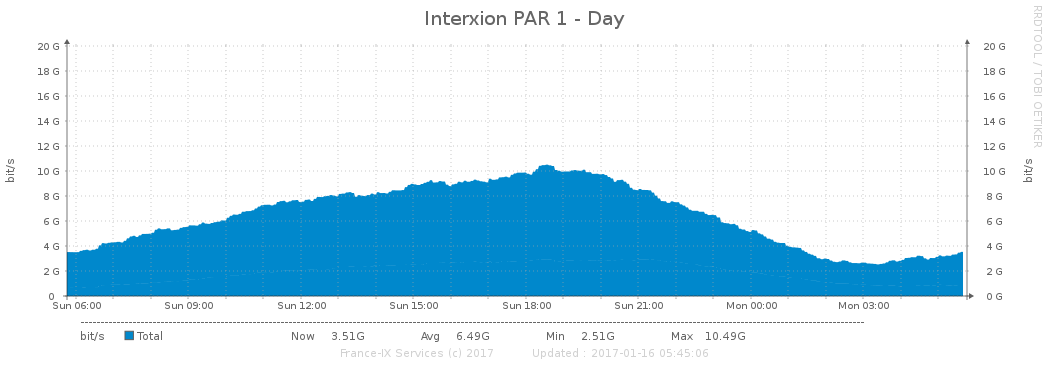 Interxion PAR 1 - Day
RRDTOOL / TOBI OETIKER
bit/s
bit/s
20 G 20 G
18 G 18 G
16 G 16 G
14 G 14 G
12 G 12 G
10 G 10 G
8 G 8 G
6 G 6 G
4 G 4 G
2 G 2 G
0 0 G
Sun 06:00 Sun 09:00 Sun 12:00 Sun 15:00 Sun 18:00 Sun 21:00 Mon 00:00 Mon 03:00
bit/s Total Now 3.51G Avg 6.49G Min 2.51G Max 10.49G
France-IX Services (c) 2017 Updated : 2017-01-16 05:45:06